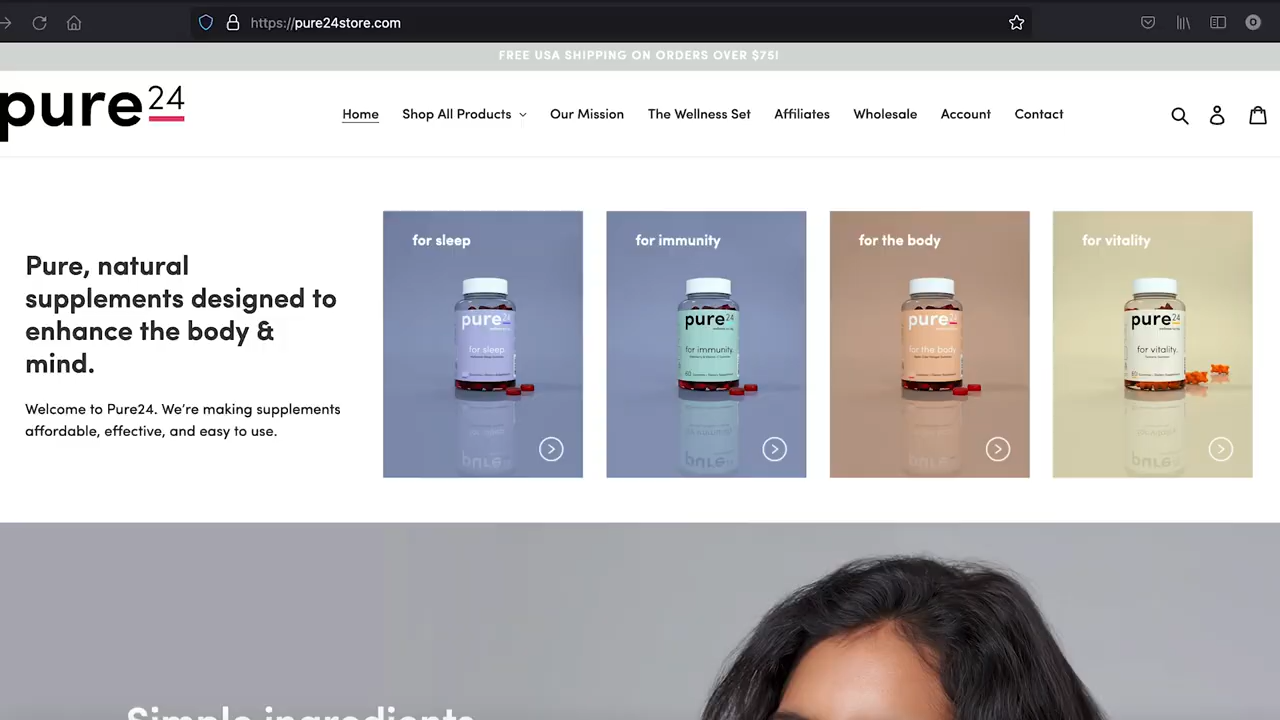 https://pure24store.com
FREE USA SHIPPING ON ORDERS OVER $75!
pure24
Home
Shop All Products
Our Mission
The Wellness Set
Affiliates
Wholesale
Account
Contact
Pure, natural
supplements designed to
enhance the body &
mind.
Welcome to Pure24. We're making supplements
affordable, effective, and easy to use.
for sleep
pure24
for sleep.
for immunity
pure24
for immunity.
for the body
pure24
for the body.
for vitality
pure24
for vitality.
Simple ingredients